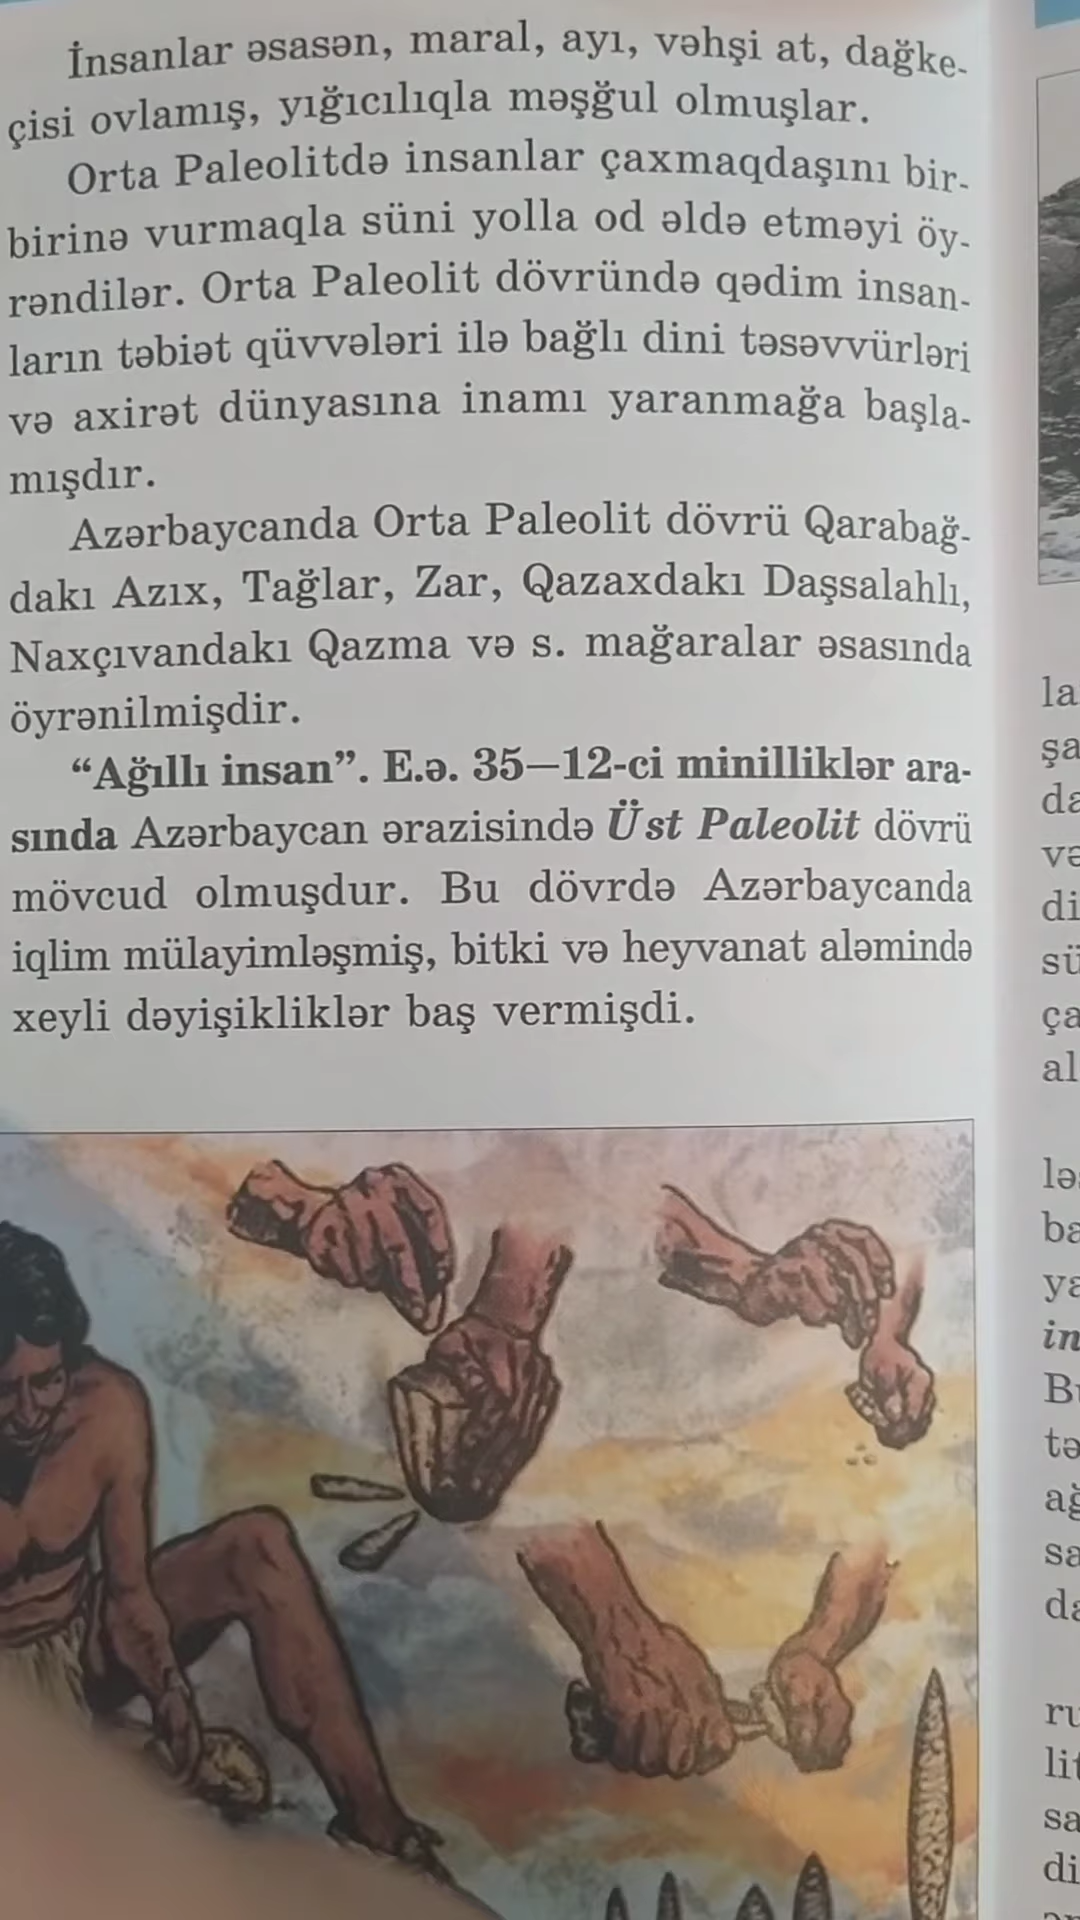 İnsanlar əsasən, maral, ayı, vəhşi at, dağke-
çisi ovlamış, yığıcılıqla məşğul olmuşlar.
Orta Paleolitdə insanlar çaxmaqdaşını bir-
birinə vurmaqla süni yolla od əldə etməyi öy-
rəndilər. Orta Paleolit dövründə qədim insan-
ların təbiət qüvvələri ilə bağlı dini təsəvvürləri
və axirət dünyasına inamı yaranmağa başla-
mışdır.
Azərbaycanda Orta Paleolit dövrü Qarabağ-
dakı Azıx, Tağlar, Zar, Qazaxdakı Daşsalahlı,
Naxçıvandakı Qazma və s. mağaralar əsasında
öyrənilmişdir.
“Ağıllı insan”. E.ə. 35—12-ci minilliklər ara-
sında Azərbaycan ərazisində Üst Paleolit dövrü
mövcud olmuşdur. Bu dövrdə Azərbaycanda
iqlim mülayimləşmiş, bitki və heyvanat aləmində
xeyli dəyişikliklər baş vermişdi.